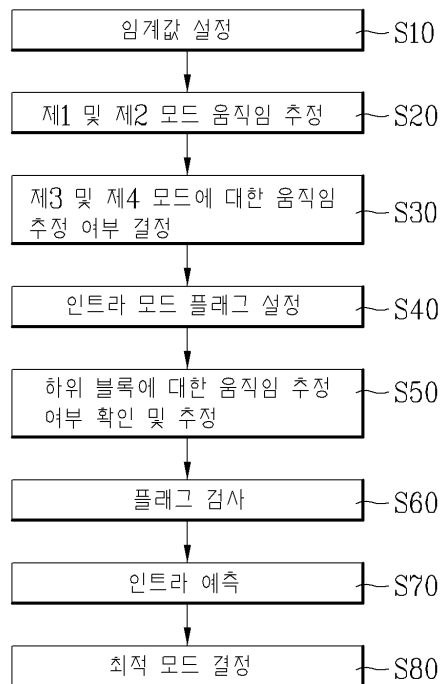 임계값 설정
S10
제1 및 제2 모드 움직임 추정
S20
제3 및 제4 모드에 대한 움직임
추정 여부 결정
S30
인트라 모드 플래그 설정
S40
하위 블록에 대한 움직임 추정
여부 확인 및 추정
S50
플래그 검사
S60
인트라 예측
S70
최적 모드 결정
S80